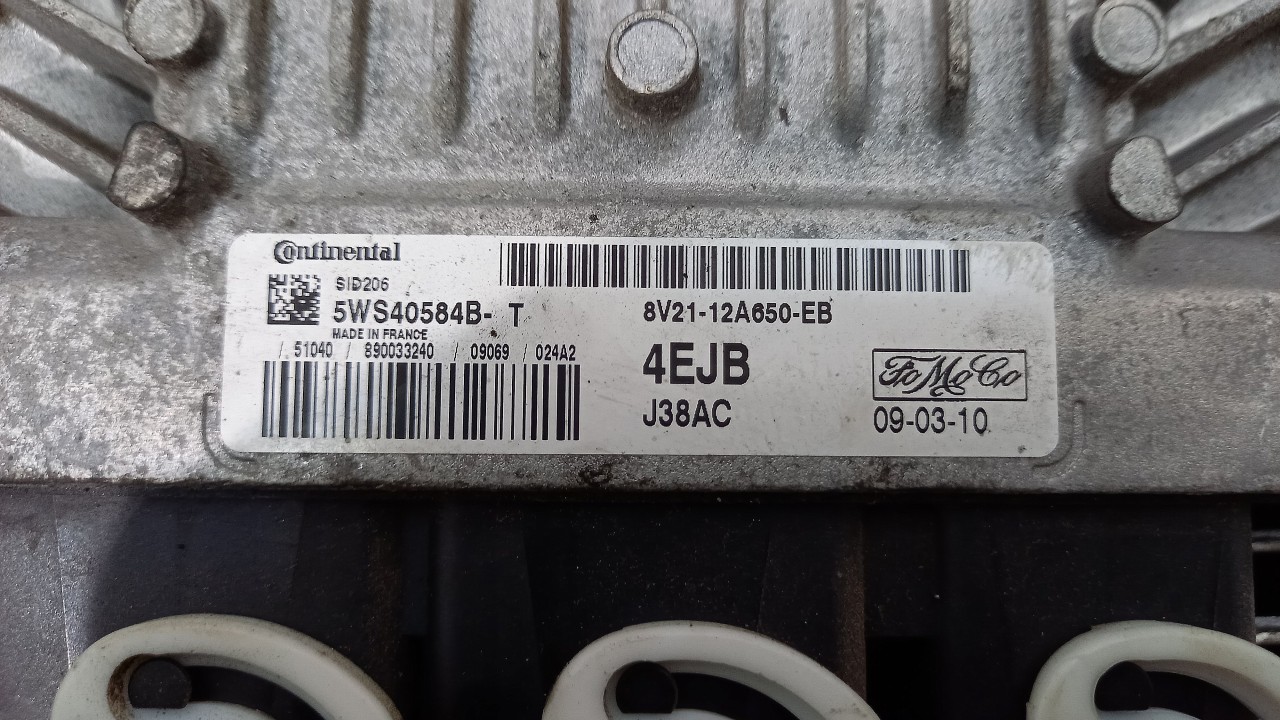 Continental
SID206
5WS40584B- T
MADE IN FRANCE
/ 51040 / 890033240 / 09069 / 024A2
8V21-12A650-EB
4EJB
J38AC
FoMoCo
09-03-10